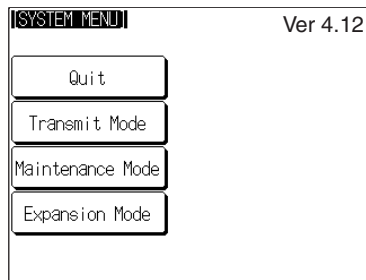 [SYSTEM MENU]
Ver 4.12
Quit
Transmit Mode
Maintenance Mode
Expansion Mode